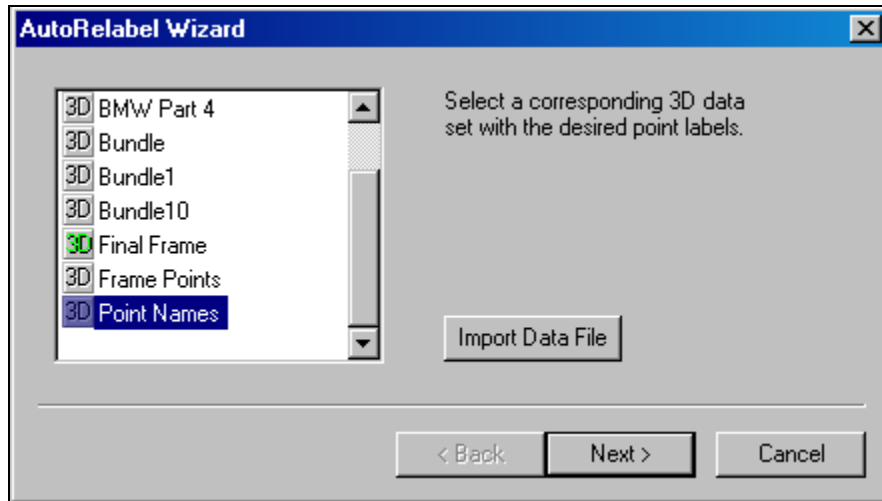 AutoRelabel Wizard
3D BMW Part 4
3D Bundle
3D Bundle1
3D Bundle10
3D Final Frame
3D Frame Points
3D Point Names
Select a corresponding 3D data
set with the desired point labels.
Import Data File
< Back
Next >
Cancel